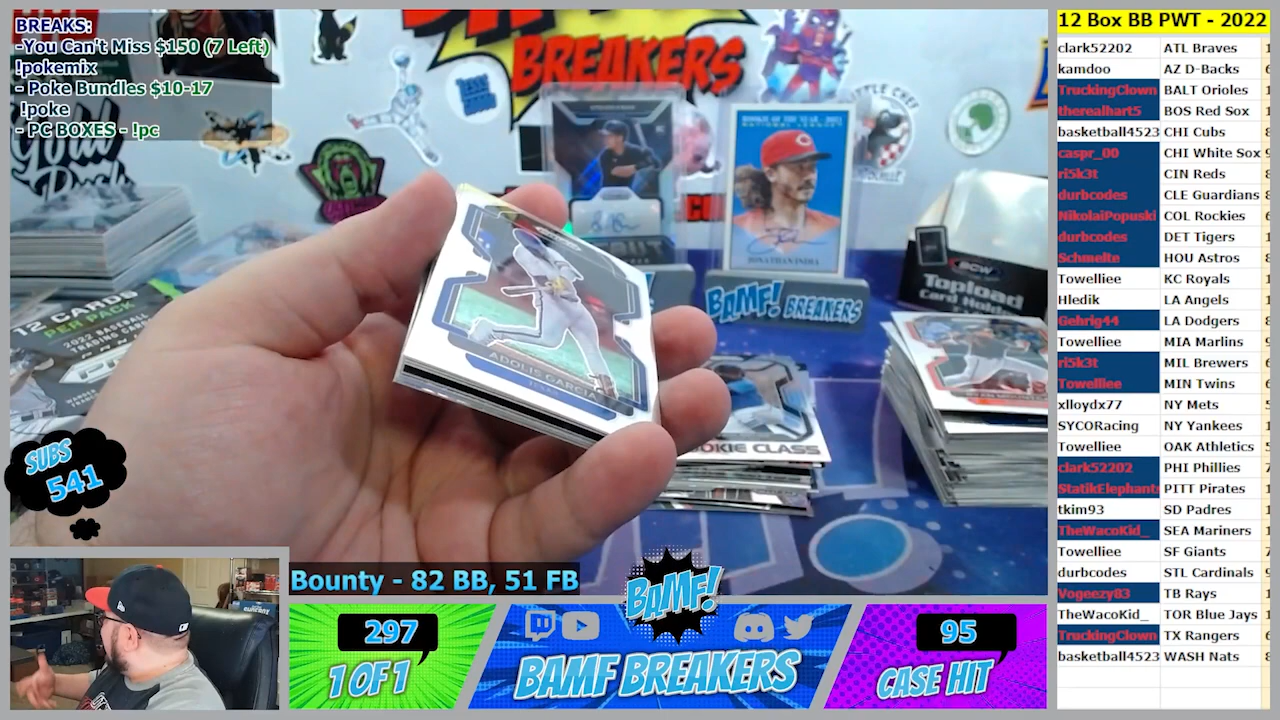 BREAKS:
-You Can't Miss $150 (7 Left)
!pokemix
- Poke Bundles $10-17
!poke
- PC BOXES - !pc
BREAKERS
ROOKIE OF THE YEAR - 2021
NATIONAL LEAGUE
JONATHAN INDIA
BAMF! BREAKERS
BCW
Topload
Card Holder
12 CARDS
PER PACK
2022 BASEBALL
TRADING CARDS
ADOLIS GARCIA
ROOKIE CLASS
SUBS
541
Bounty - 82 BB, 51 FB
BAMF!
297
1 OF 1
BAMF BREAKERS
95
CASE HIT
12 Box BB PWT - 2022
clark52202 ATL Braves
kamdoo AZ D-Backs
TruckingClown BALT Orioles
therealhart5 BOS Red Sox
basketball4523 CHI Cubs
caspr_00 CHI White Sox
ri5k3t CIN Reds
durbcodes CLE Guardians
NikolaiPopuski COL Rockies
durbcodes DET Tigers
Schmelte HOU Astros
Towelliee KC Royals
Hledik LA Angels
Gehrig44 LA Dodgers
Towelliee MIA Marlins
ri5k3t MIL Brewers
Towelliee MIN Twins
xlloydx77 NY Mets
SYCORacing NY Yankees
Towelliee OAK Athletics
clark52202 PHI Phillies
StatikElephants PITT Pirates
tkim93 SD Padres
TheWacoKid_ SEA Mariners
Towelliee SF Giants
durbcodes STL Cardinals
Vogeezy83 TB Rays
TheWacoKid_ TOR Blue Jays
TruckingClown TX Rangers
basketball4523 WASH Nats